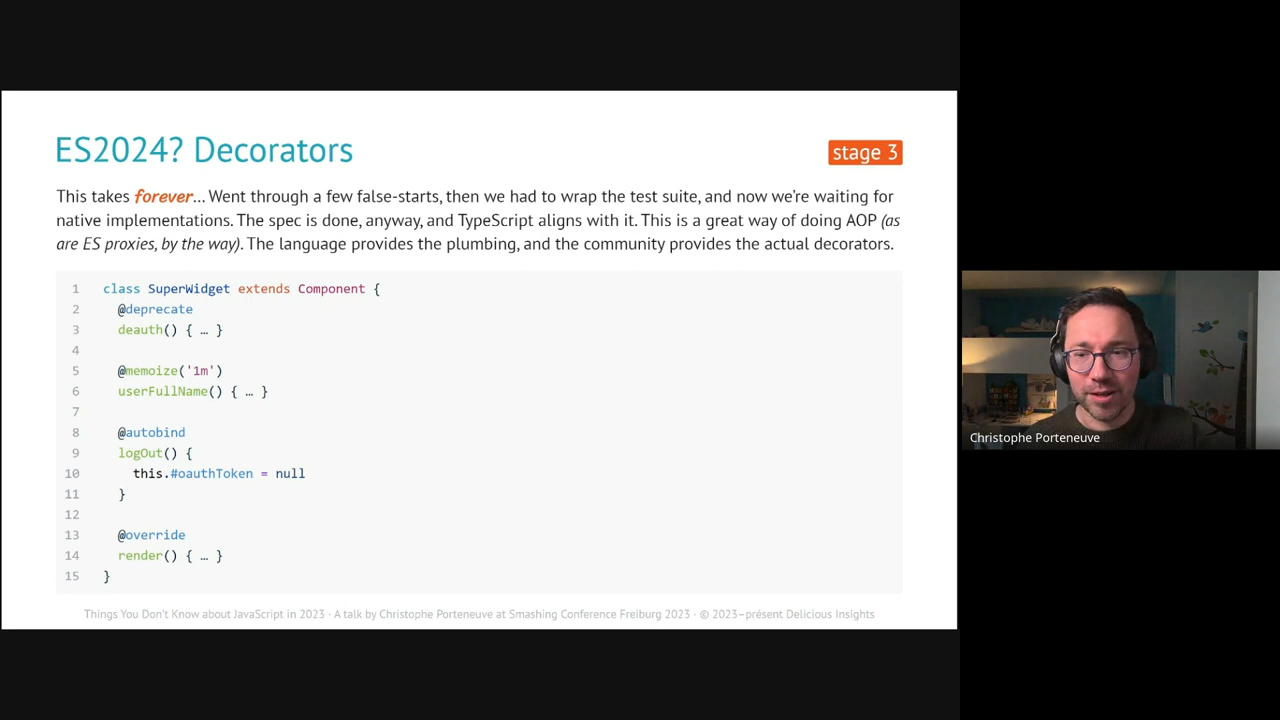 ES2024? Decorators
stage 3
This takes forever… Went through a few false-starts, then we had to wrap the test suite, and now we're waiting for
native implementations. The spec is done, anyway, and TypeScript aligns with it. This is a great way of doing AOP (as
are ES proxies, by the way). The language provides the plumbing, and the community provides the actual decorators.
1 class SuperWidget extends Component {
2 @deprecate
3 deauth() { … }
4
5 @memoize('1m')
6 userFullName() { … }
7
8 @autobind
9 logOut() {
10 this.#oauthToken = null
11 }
12
13 @override
14 render() { … }
15 }
Things You Don't Know about JavaScript in 2023 · A talk by Christophe Porteneuve at Smashing Conference Freiburg 2023 · © 2023–présent Delicious Insights
Christophe Porteneuve